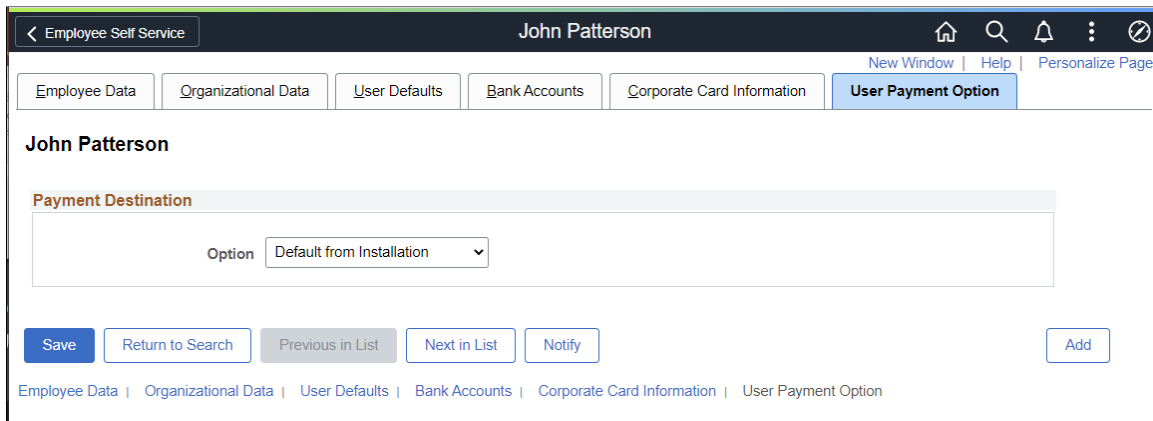 Employee Self Service John Patterson
New Window | Help | Personalize Page
Employee Data Organizational Data User Defaults Bank Accounts Corporate Card Information User Payment Option
John Patterson
Payment Destination
Option Default from Installation
Save Return to Search Previous in List Next in List Notify Add
Employee Data | Organizational Data | User Defaults | Bank Accounts | Corporate Card Information | User Payment Option